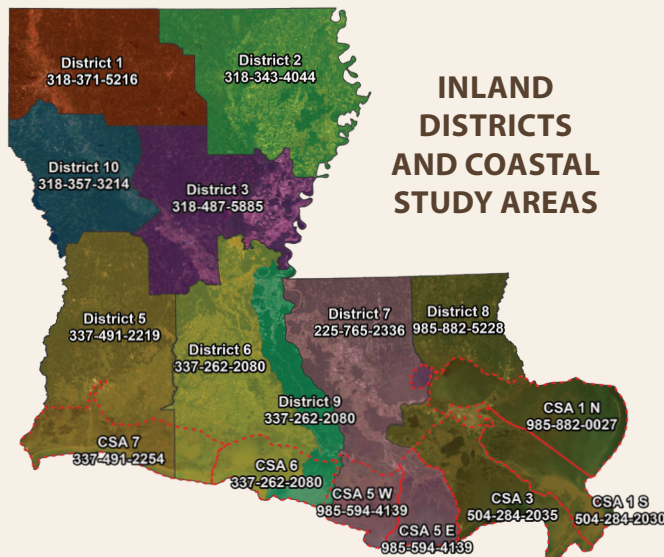 District 1
318-371-5216
District 2
318-343-4044
INLAND
DISTRICTS
AND COASTAL
STUDY AREAS
District 10
318-357-3214
District 3
318-487-5885
District 5
337-491-2219
District 6
337-262-2080
District 7
225-765-2336
District 8
985-882-5228
District 9
337-262-2080
CSA 7
337-491-2254
CSA 6
337-262-2080
CSA 5 W
985-594-4139
CSA 5 E
985-594-4139
CSA 3
504-284-2035
CSA 1 N
985-882-0027
CSA 1 S
504-284-2030